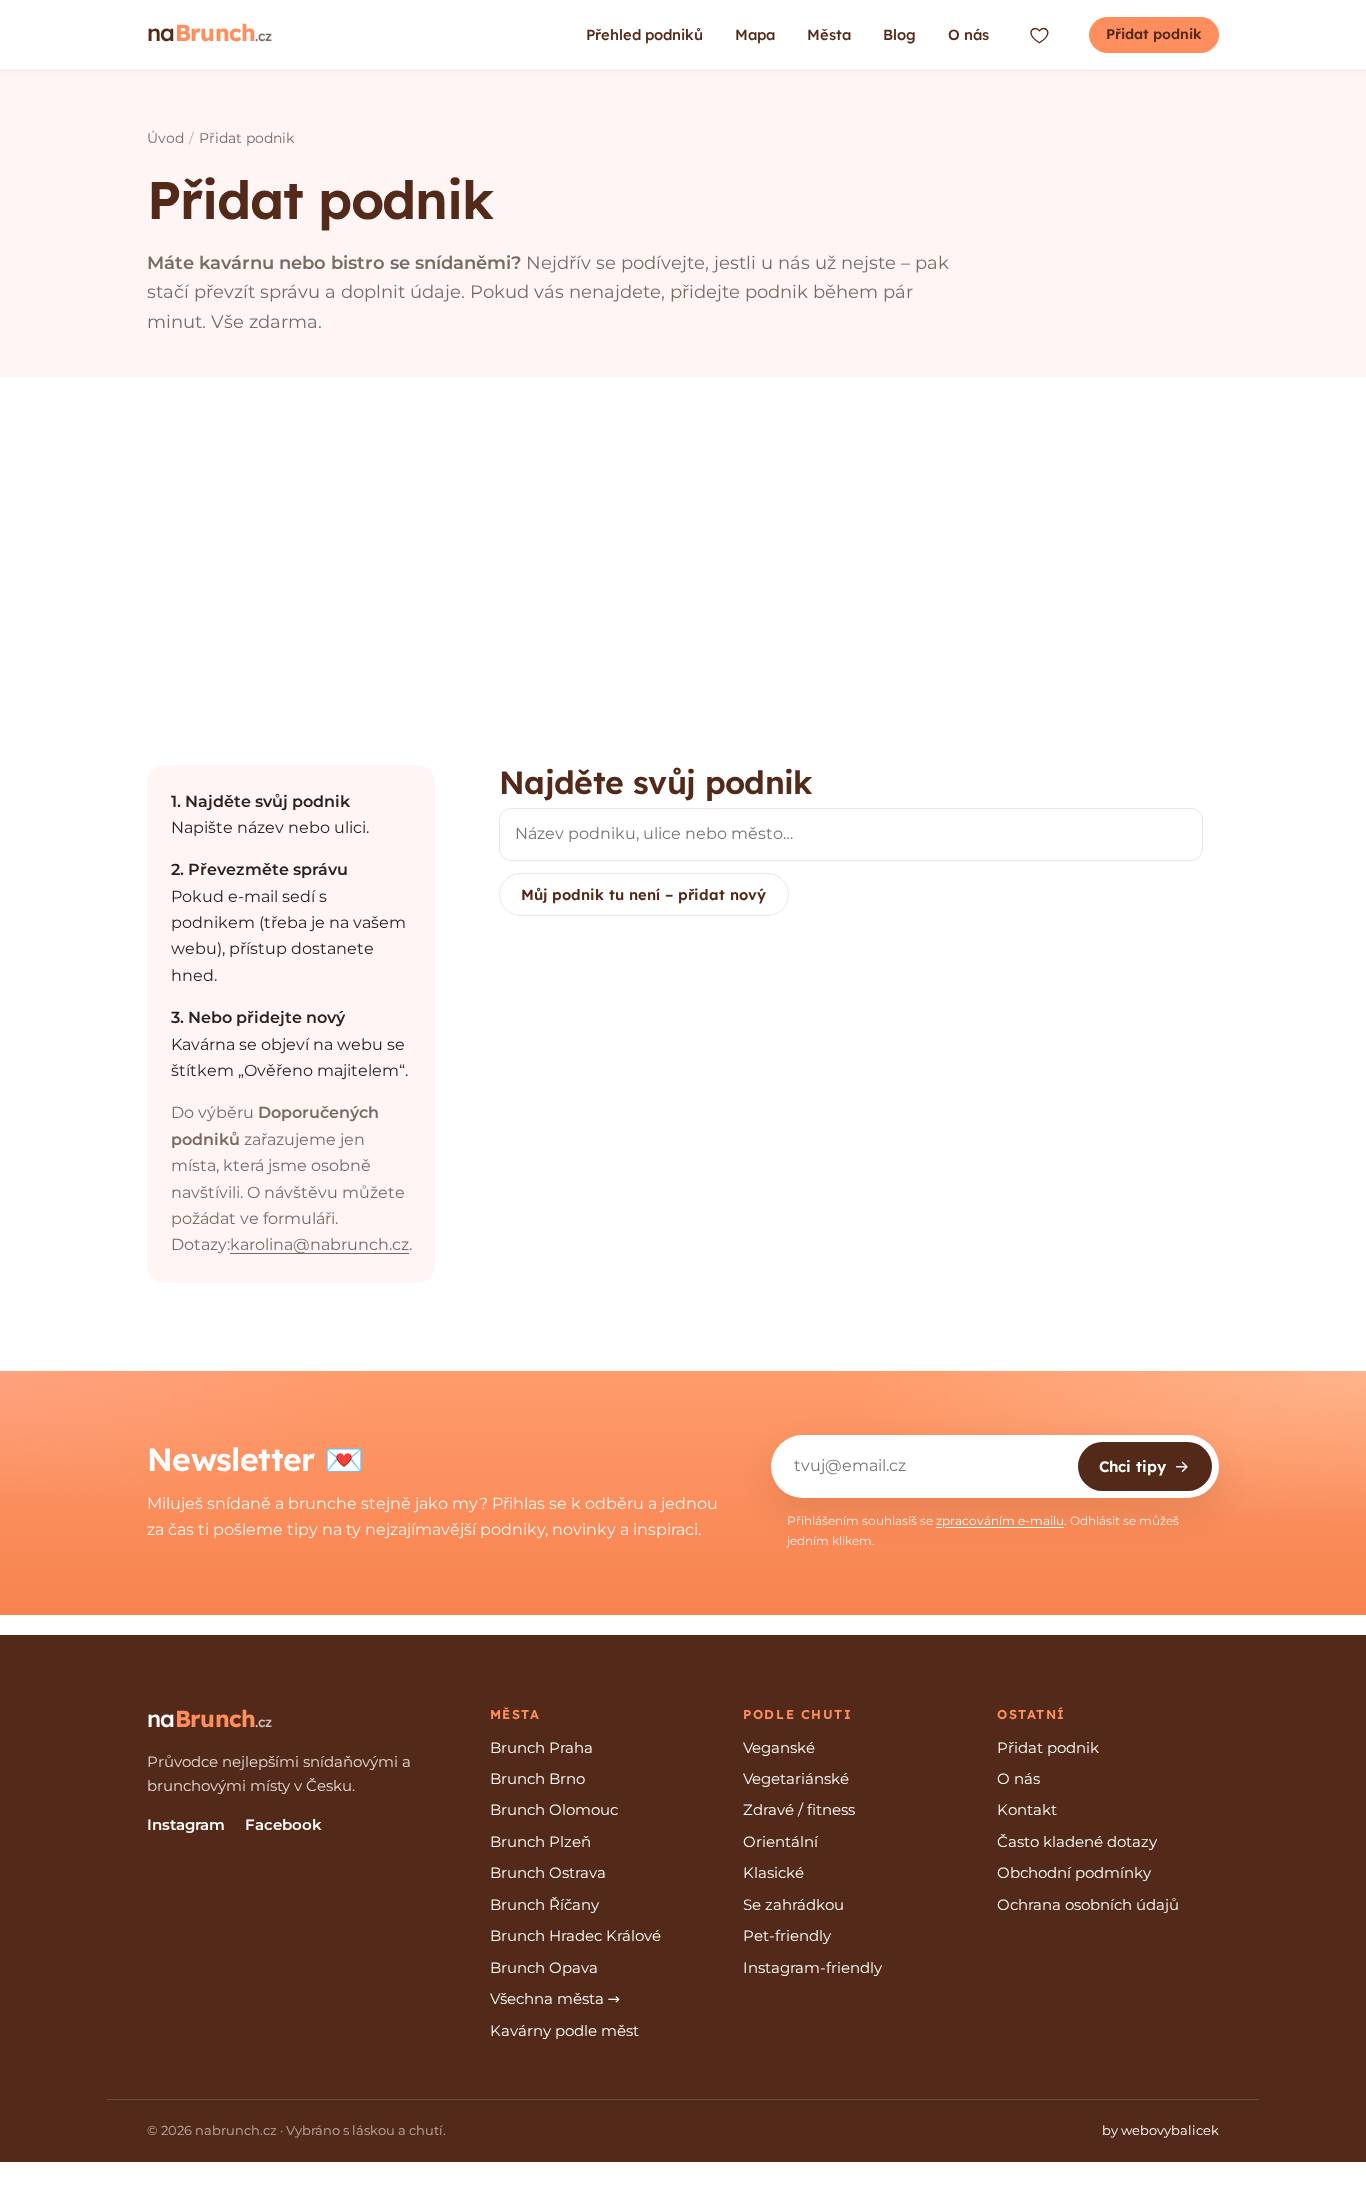 naBrunch.cz
Přehled podniků
Mapa
Města
Blog
O nás
Přidat podnik
Úvod / Přidat podnik
Přidat podnik
Máte kavárnu nebo bistro se snídaněmi? Nejdřív se podívejte, jestli u nás už nejste – pak
stačí převzít správu a doplnit údaje. Pokud vás nenajdete, přidejte podnik během pár
minut. Vše zdarma.
1. Najděte svůj podnik
Napište název nebo ulici.
2. Převezměte správu
Pokud e-mail sedí s
podnikem (třeba je na vašem
webu), přístup dostanete
hned.
3. Nebo přidejte nový
Kavárna se objeví na webu se
štítkem „Ověřeno majitelem“.
Do výběru Doporučených
podniků zařazujeme jen
místa, která jsme osobně
navštívili. O návštěvu můžete
požádat ve formuláři.
Dotazy:karolina@nabrunch.cz.
Najděte svůj podnik
Název podniku, ulice nebo město...
Můj podnik tu není – přidat nový
Newsletter 💌
Miluješ snídaně a brunche stejně jako my? Přihlas se k odběru a jednou
za čas ti pošleme tipy na ty nejzajímavější podniky, novinky a inspiraci.
tvuj@email.cz
Chci tipy →
Přihlášením souhlasíš se zpracováním e-mailu. Odhlásit se můžeš
jedním klikem.
naBrunch.cz
Průvodce nejlepšími snídaňovými a
brunchovými místy v Česku.
Instagram
Facebook
MĚSTA
Brunch Praha
Brunch Brno
Brunch Olomouc
Brunch Plzeň
Brunch Ostrava
Brunch Říčany
Brunch Hradec Králové
Brunch Opava
Všechna města →
Kavárny podle měst
PODLE CHUTI
Veganské
Vegetariánské
Zdravé / fitness
Orientální
Klasické
Se zahrádkou
Pet-friendly
Instagram-friendly
OSTATNÍ
Přidat podnik
O nás
Kontakt
Často kladené dotazy
Obchodní podmínky
Ochrana osobních údajů
© 2026 nabrunch.cz · Vybráno s láskou a chutí.
by webovybalicek